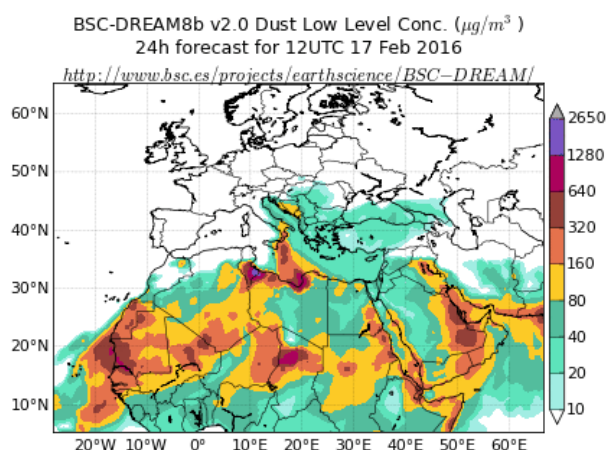 BSC-DREAM8b v2.0 Dust Low Level Conc. (μg/m³ )
24h forecast for 12UTC 17 Feb 2016
http://www.bsc.es/projects/earthscience/BSC−DREAM/
60°N
50°N
40°N
30°N
20°N
10°N
20°W 10°W 0° 10°E 20°E 30°E 40°E 50°E 60°E
2650
1280
640
320
160
80
40
20
10